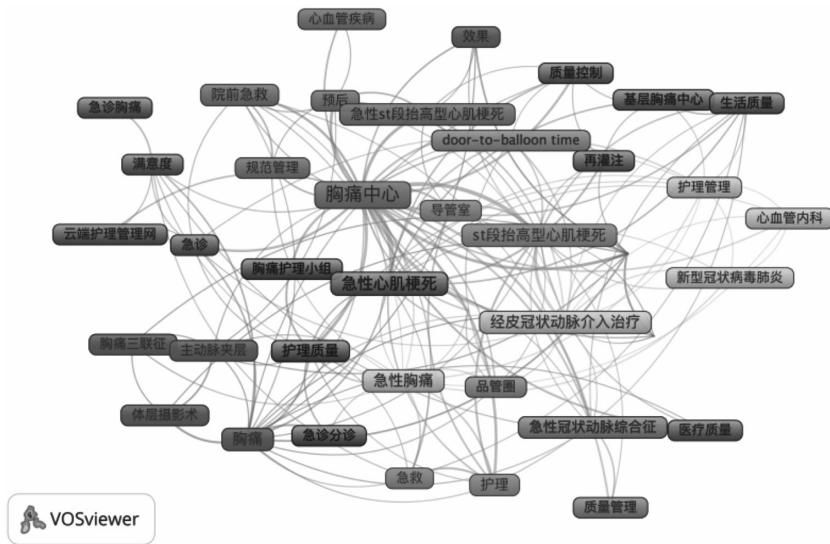 心血管疾病
效果
质量控制
急诊胸痛
院前急救
预后
急性st段抬高型心肌梗死
基层胸痛中心
生活质量
door-to-balloon time
满意度
规范管理
再灌注
胸痛中心
护理管理
导管室
心血管内科
云端护理管理网
急诊
st段抬高型心肌梗死
胸痛护理小组
急性心肌梗死
新型冠状病毒肺炎
经皮冠状动脉介入治疗
胸痛三联征
主动脉夹层
护理质量
急性胸痛
品管圈
体层摄影术
胸痛
急诊分诊
急性冠状动脉综合征
医疗质量
急救
护理
质量管理
VOSviewer